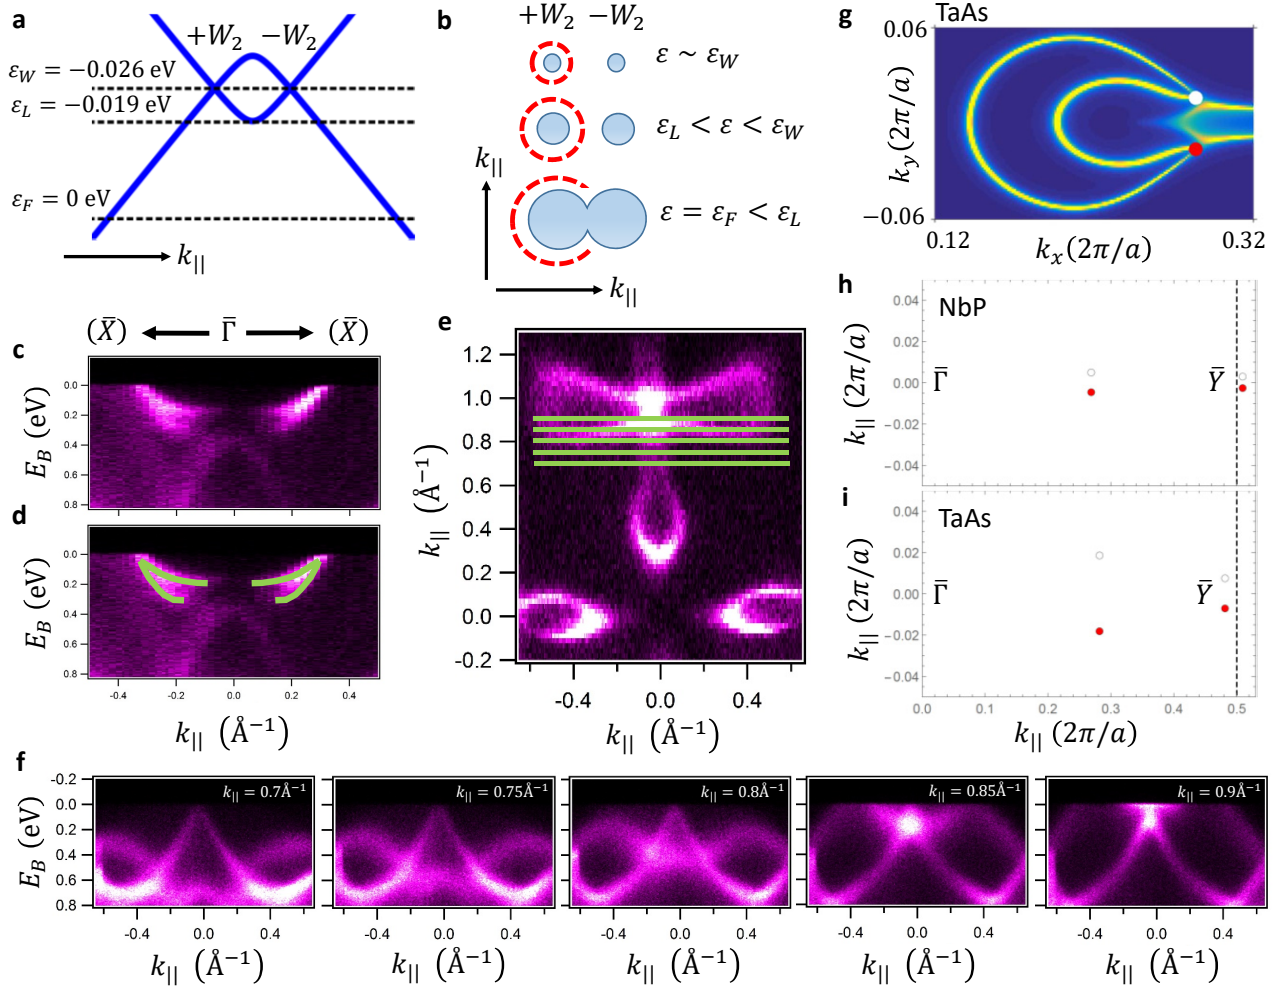 a
+W₂ −W₂
ε_W = −0.026 eV
ε_L = −0.019 eV
ε_F = 0 eV
k_||
b
+W₂ −W₂
ε ~ ε_W
ε_L < ε < ε_W
ε = ε_F < ε_L
k_||
k_||
g
TaAs
0.06
k_y(2π/a)
-0.06
0.12 0.32
k_x(2π/a)
(X̄) Γ̄ (X̄)
c
0.0
0.2
0.4
0.6
0.8
E_B (eV)
d
0.0
0.2
0.4
0.6
0.8
E_B (eV)
-0.4 -0.2 0.0 0.2 0.4
k_|| (Å⁻¹)
e
1.2
1.0
0.8
0.6
0.4
0.2
0.0
-0.2
k_|| (Å⁻¹)
-0.4 0.0 0.4
k_|| (Å⁻¹)
h
NbP
0.04
0.02
0.00
−0.02
−0.04
k_|| (2π/a)
Γ̄ Ȳ
i
TaAs
0.04
0.02
0.00
−0.02
−0.04
k_|| (2π/a)
Γ̄ Ȳ
0.0 0.1 0.2 0.3 0.4 0.5
k_|| (2π/a)
f
-0.2
0.0
0.2
0.4
0.6
0.8
E_B (eV)
k_|| = 0.7Å⁻¹
k_|| = 0.75Å⁻¹
k_|| = 0.8Å⁻¹
k_|| = 0.85Å⁻¹
k_|| = 0.9Å⁻¹
-0.4 0.0 0.4
-0.4 0.0 0.4
-0.4 0.0 0.4
-0.4 0.0 0.4
-0.4 0.0 0.4
k_|| (Å⁻¹)
k_|| (Å⁻¹)
k_|| (Å⁻¹)
k_|| (Å⁻¹)
k_|| (Å⁻¹)